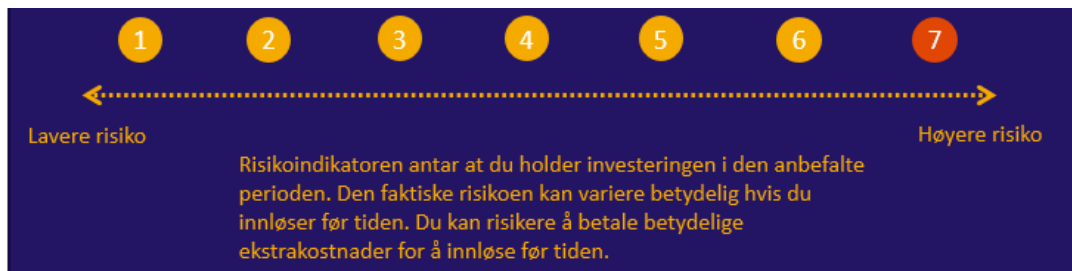 1 2 3 4 5 6 7
Lavere risiko
Høyere risiko
Risikoindikatoren antar at du holder investeringen i den anbefalte
perioden. Den faktiske risikoen kan variere betydelig hvis du
innløser før tiden. Du kan risikere å betale betydelige
ekstrakostnader for å innløse før tiden.